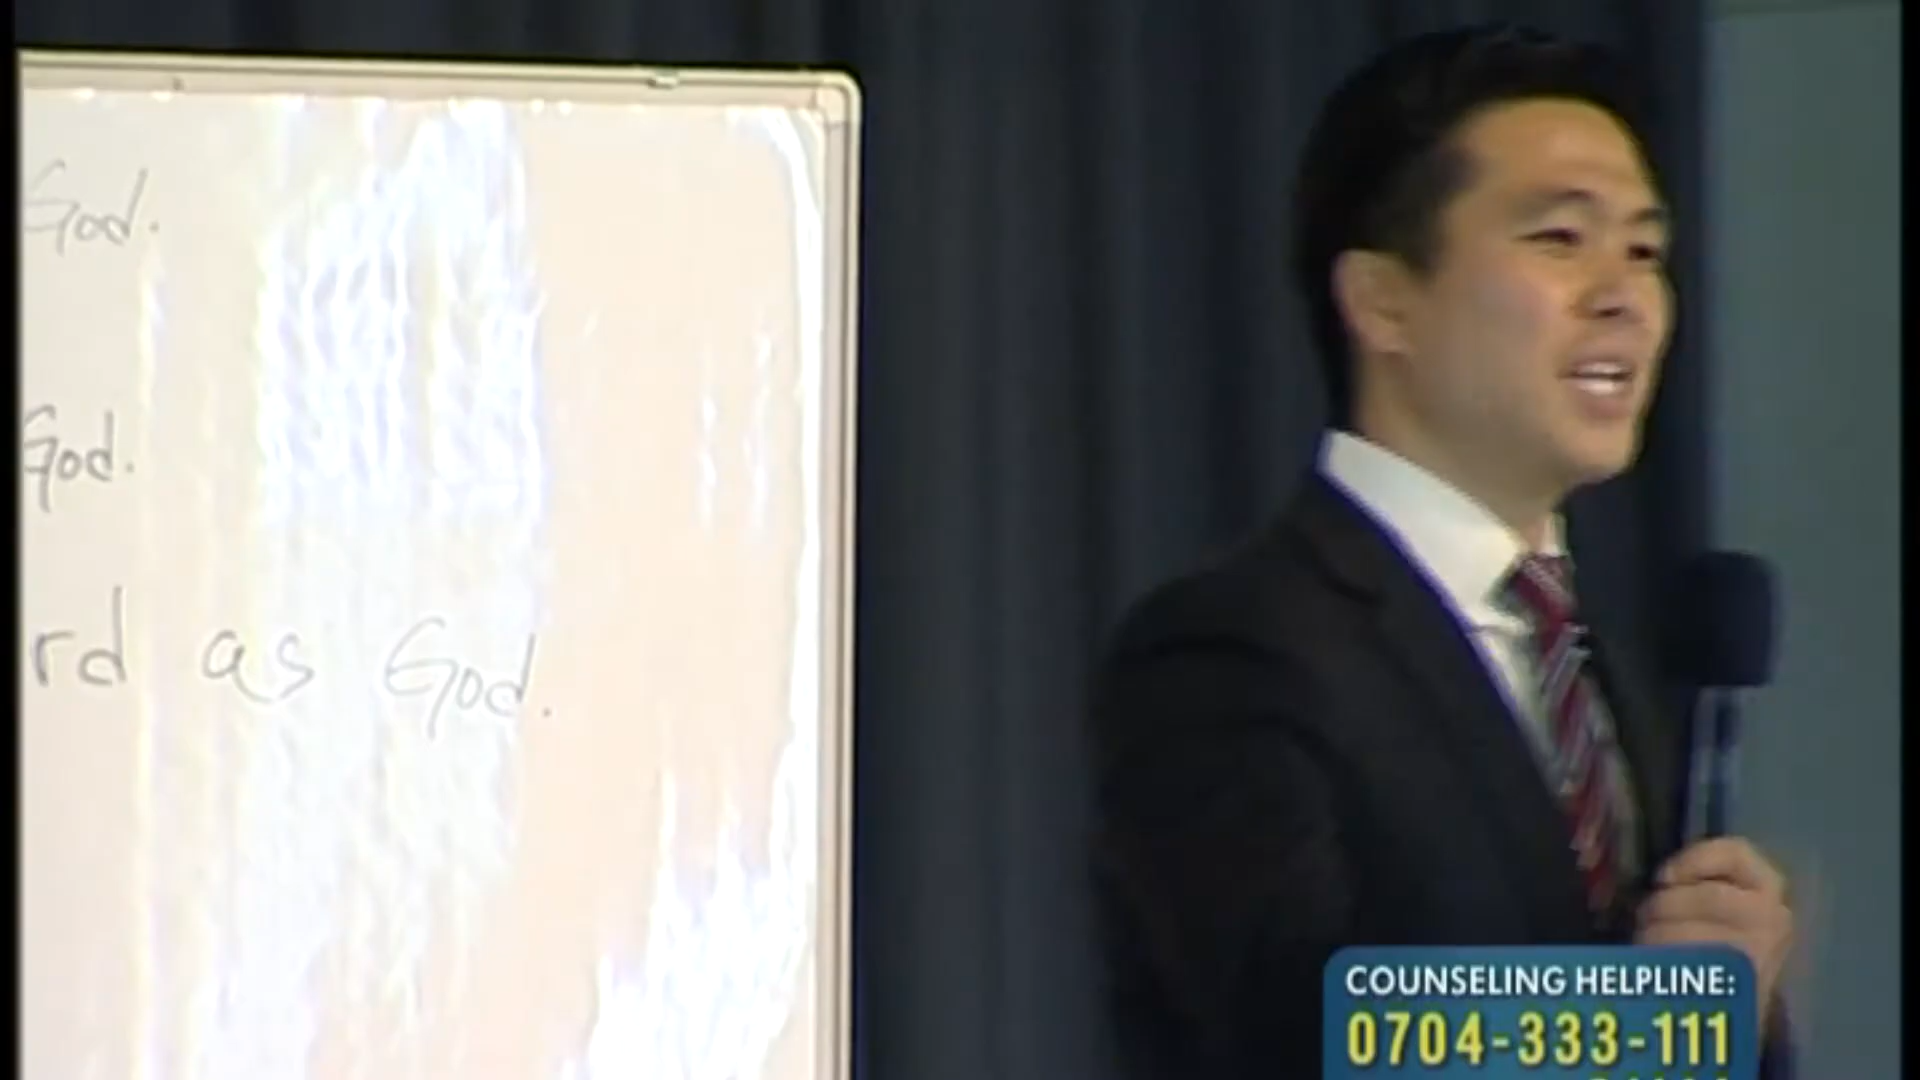 God.
God.
rd as God.
COUNSELING HELPLINE:
0704-333-111